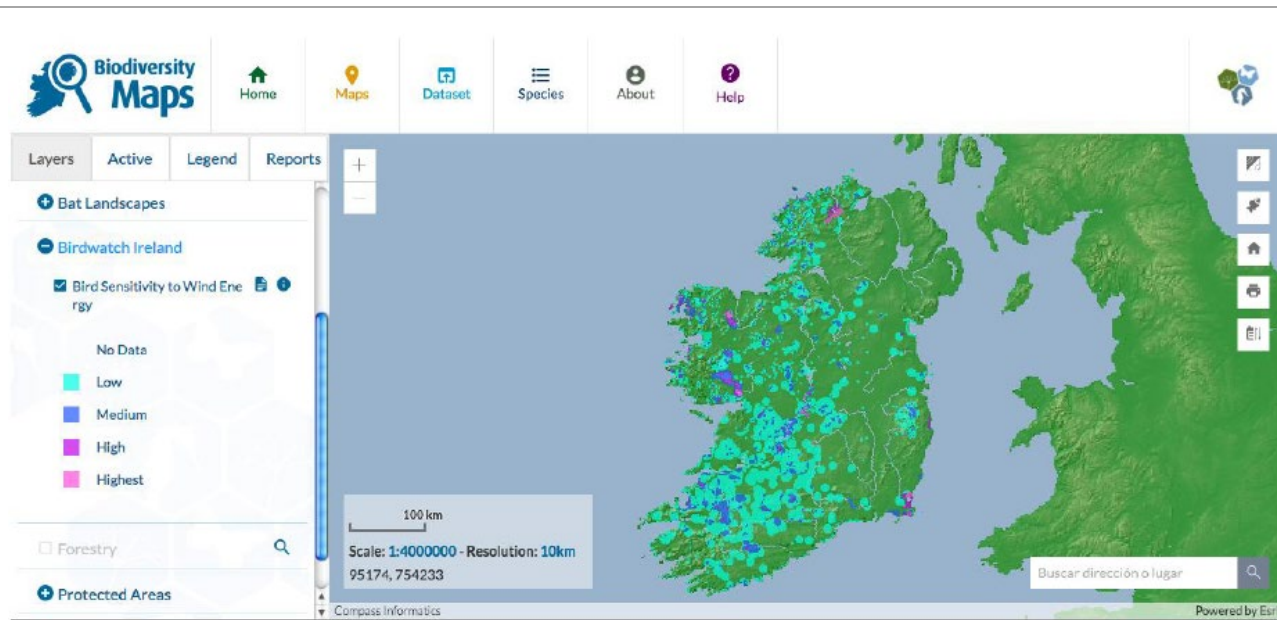 Biodiversity
Maps
Home
Maps
Dataset
Species
About
Help
Layers
Active
Legend
Reports
Bat Landscapes
Birdwatch Ireland
Bird Sensitivity to Wind Ene
rgy
No Data
Low
Medium
High
Highest
Forestry
Protected Areas
100 km
Scale: 1:4000000 - Resolution: 10km
95174, 754233
Buscar dirección o lugar
Compass Informatics
Powered by Esri